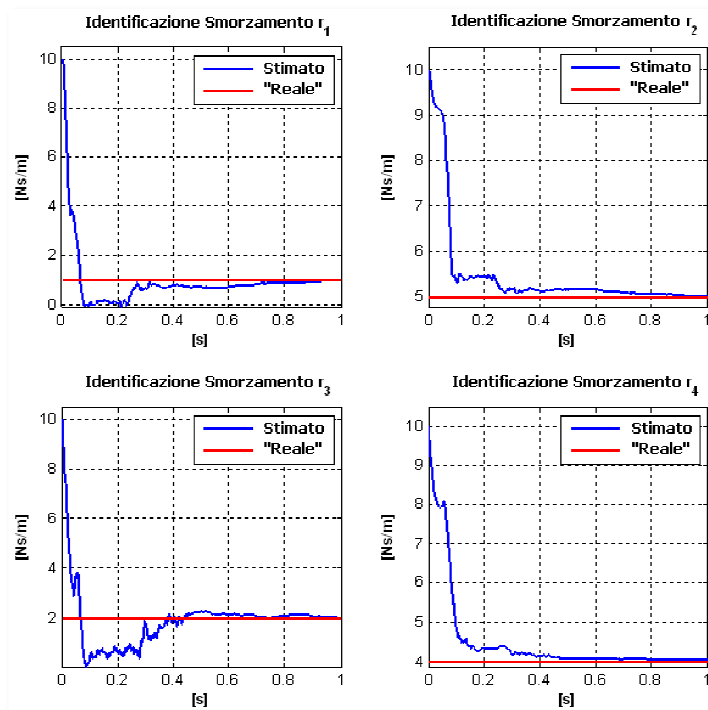 Identificazione Smorzamento r1
[Ns/m]
10
8
6
4
2
0
Stimato
"Reale"
0 0.2 0.4 0.6 0.8 1
[s]
Identificazione Smorzamento r2
[Ns/m]
10
9
8
7
6
5
Stimato
"Reale"
0 0.2 0.4 0.6 0.8 1
[s]
Identificazione Smorzamento r3
[Ns/m]
10
8
6
4
2
Stimato
"Reale"
0 0.2 0.4 0.6 0.8 1
[s]
Identificazione Smorzamento r4
[Ns/m]
10
9
8
7
6
5
4
Stimato
"Reale"
0 0.2 0.4 0.6 0.8 1
[s]